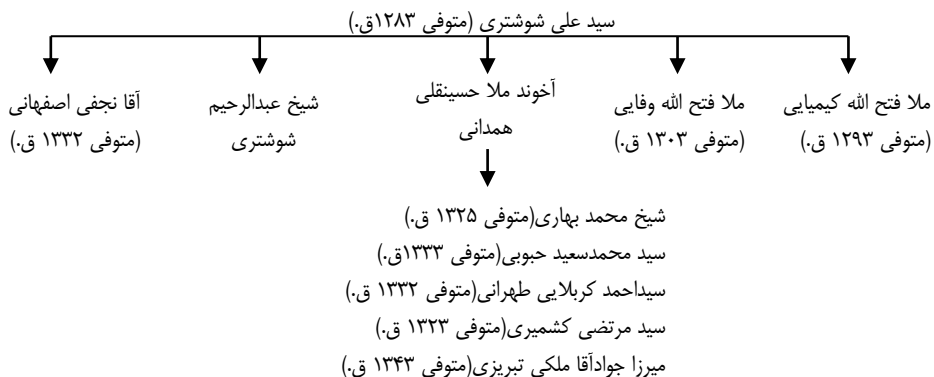 سید علی شوشتری (متوفی ۱۲۸۳ق.)
ملا فتح الله کیمیایی
(متوفی ۱۲۹۳ ق.)
ملا فتح الله وفایی
(متوفی ۱۳۰۳ ق.)
آخوند ملا حسینقلی
همدانی
شیخ عبدالرحیم
شوشتری
آقا نجفی اصفهانی
(متوفی ۱۳۳۲ ق.)
شیخ محمد بهاری(متوفی ۱۳۲۵ ق.)
سید محمدسعید حبوبی(متوفی ۱۳۳۳ق.)
سیداحمد کربلایی طهرانی(متوفی ۱۳۳۲ ق.)
سید مرتضی کشمیری(متوفی ۱۳۲۳ ق.)
میرزا جوادآقا ملکی تبریزی(متوفی ۱۳۴۳ ق.)